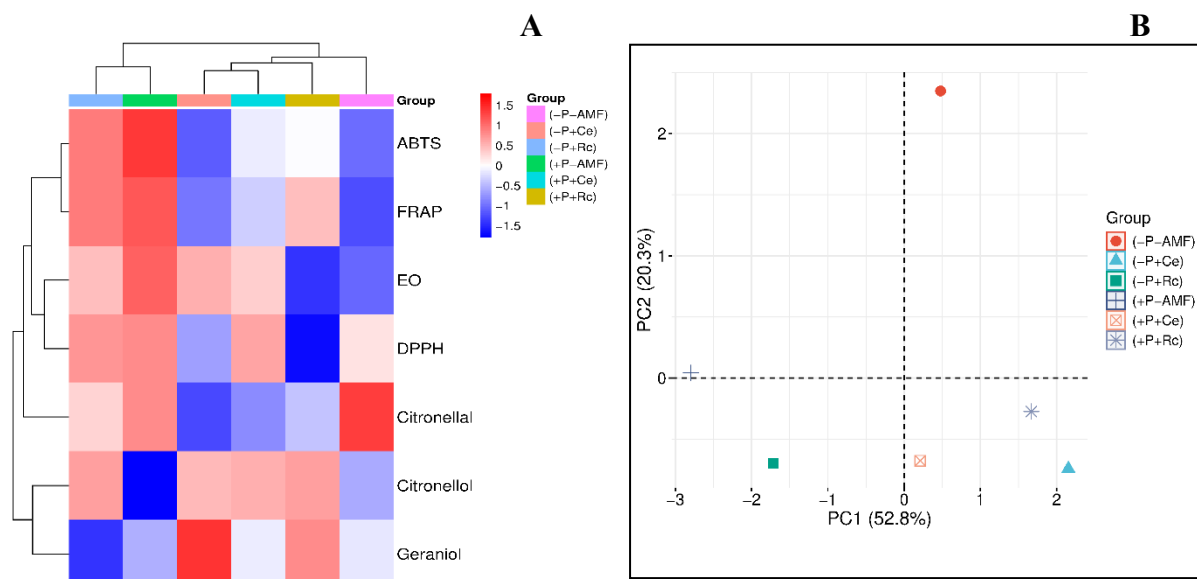 A
Group
ABTS
FRAP
EO
DPPH
Citronellal
Citronellol
Geraniol
1.5
1
0.5
0
−0.5
−1
−1.5
Group
(−P−AMF)
(−P+Ce)
(−P+Rc)
(+P−AMF)
(+P+Ce)
(+P+Rc)
B
PC2 (20.3%)
2
1
0
−3
−2
−1
0
1
2
PC1 (52.8%)
Group
(−P−AMF)
(−P+Ce)
(−P+Rc)
(+P−AMF)
(+P+Ce)
(+P+Rc)